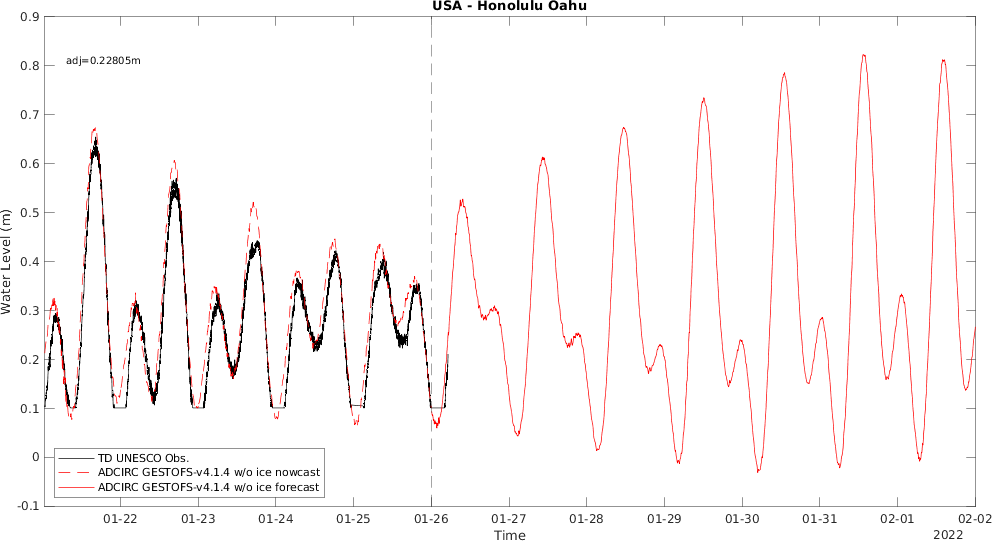 USA - Honolulu Oahu
adj=0.22805m
0.9
0.8
0.7
0.6
0.5
0.4
0.3
0.2
0.1
0
-0.1
Water Level (m)
TD UNESCO Obs.
ADCIRC GESTOFS-v4.1.4 w/o ice nowcast
ADCIRC GESTOFS-v4.1.4 w/o ice forecast
01-22 01-23 01-24 01-25 01-26 01-27 01-28 01-29 01-30 01-31 02-01 02-02
Time
2022